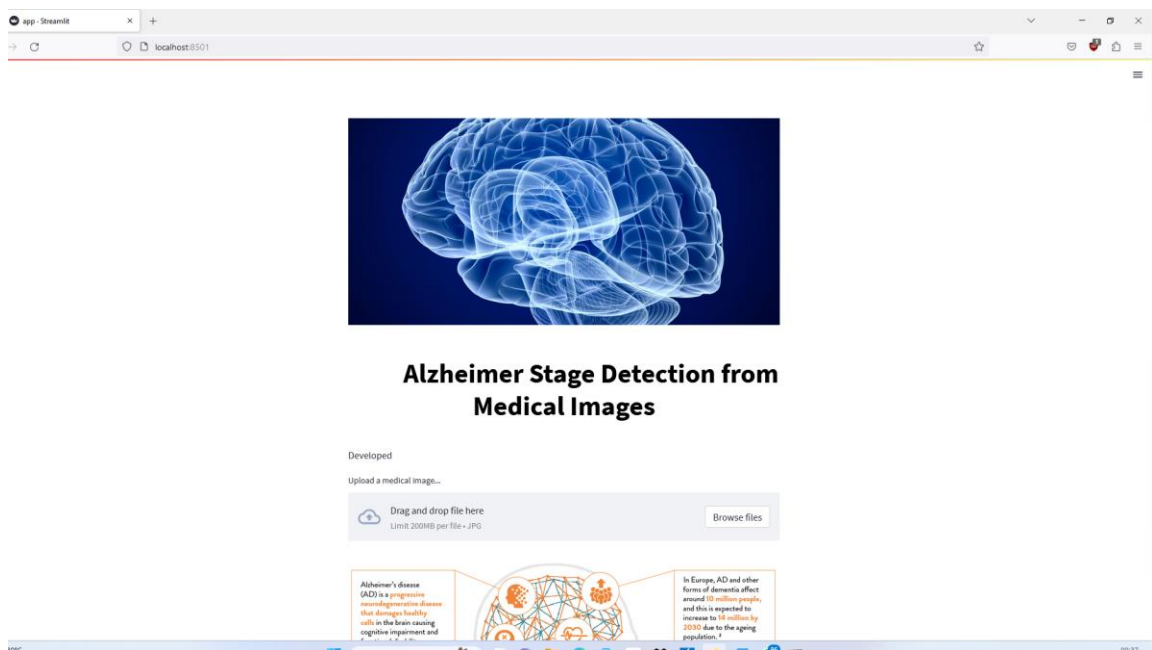 app · Streamlit
localhost:8501
Alzheimer Stage Detection from
Medical Images
Developed
Upload a medical image...
Drag and drop file here
Limit 200MB per file • JPG
Browse files
Alzheimer's disease
(AD) is a progressive
neurodegenerative disease
that damages healthy
cells in the brain causing
cognitive impairment and
In Europe, AD and other
forms of dementia affect
around 10 million people,
and this is expected to
increase to 14 million by
2030 due to the ageing
population.